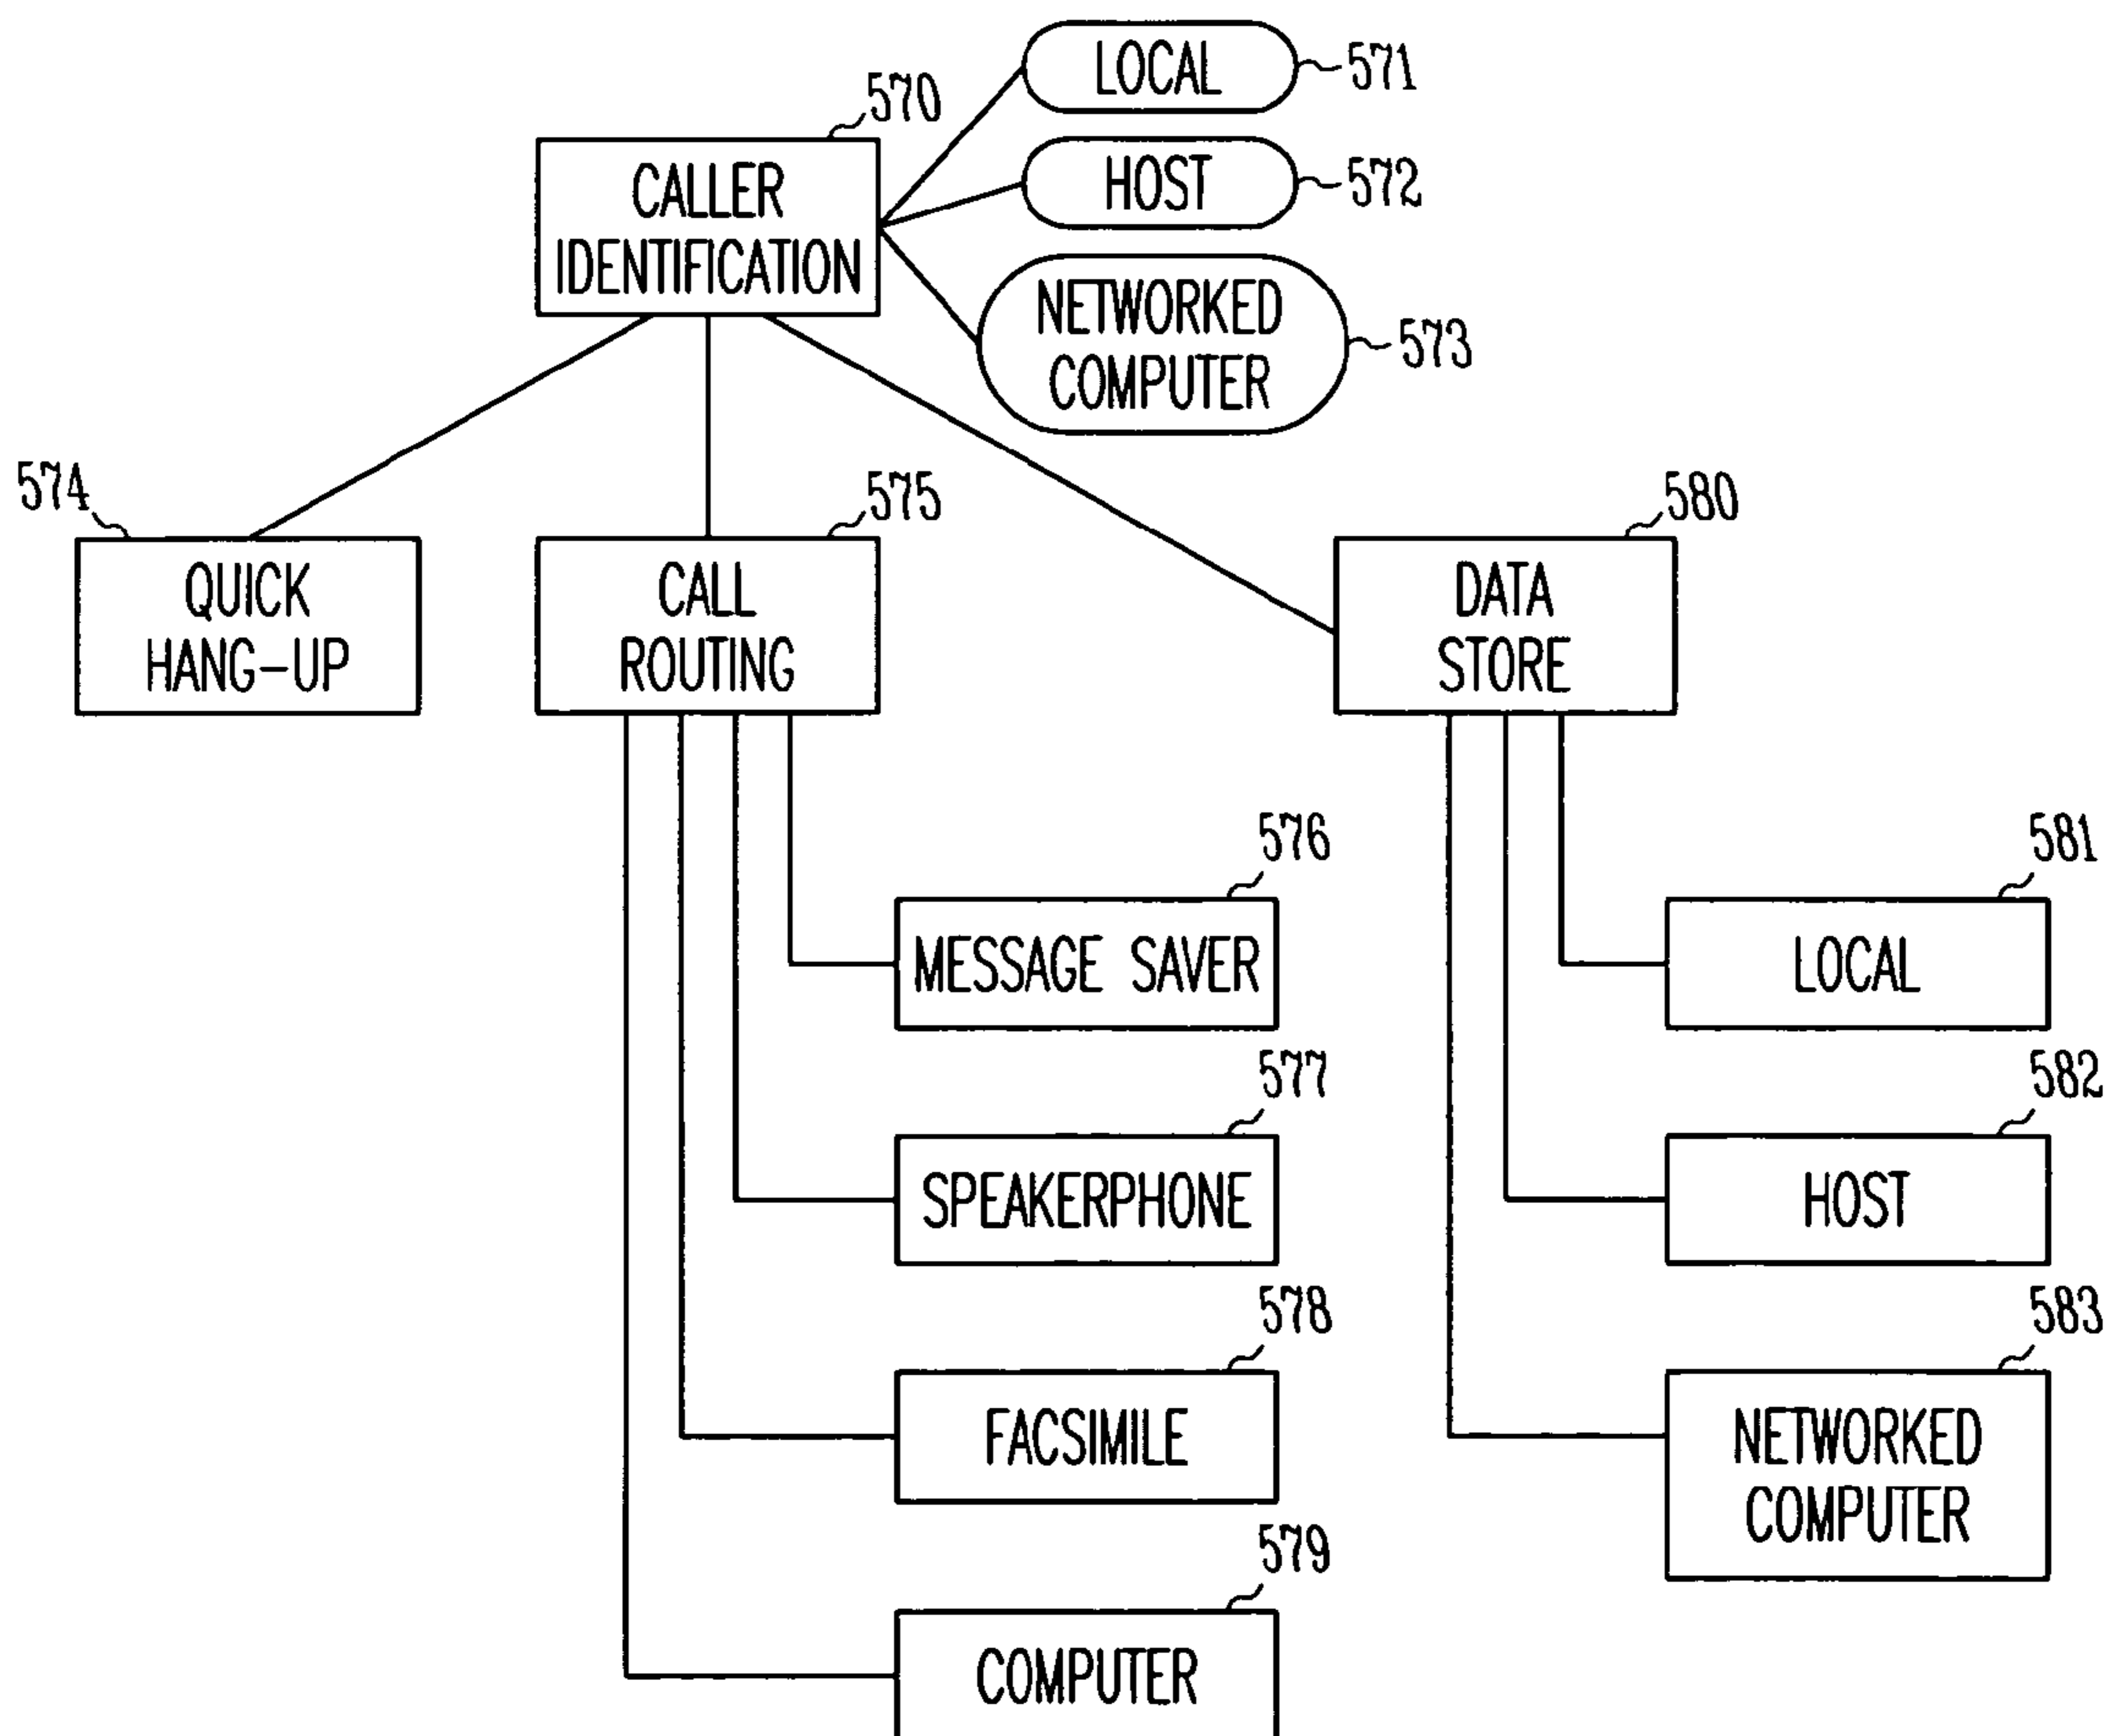 LOCAL
571
570
CALLER
IDENTIFICATION
HOST
572
NETWORKED
COMPUTER
573
574
QUICK
HANG-UP
575
CALL
ROUTING
580
DATA
STORE
576
MESSAGE SAVER
581
LOCAL
577
SPEAKERPHONE
582
HOST
578
FACSIMILE
583
NETWORKED
COMPUTER
579
COMPUTER